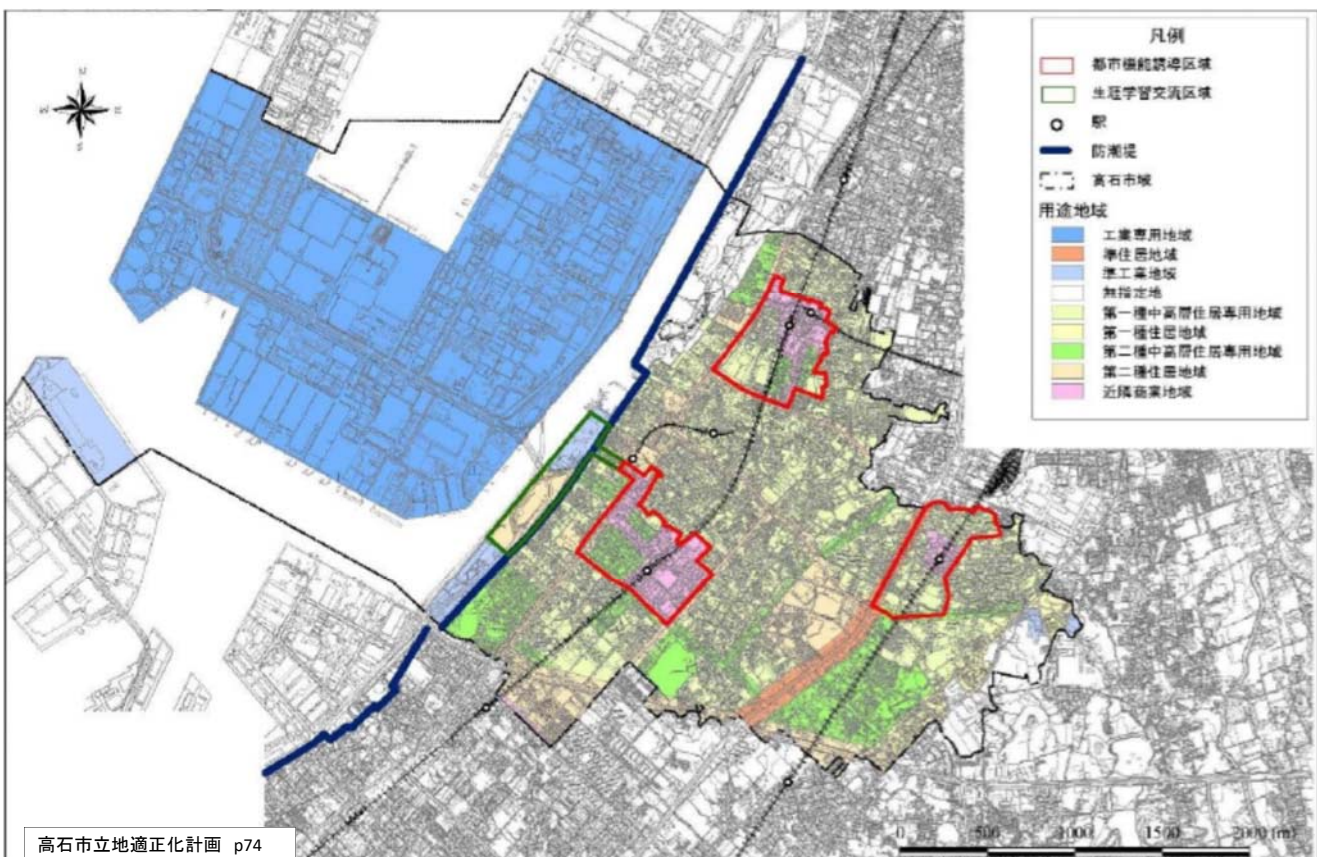 凡例
都市機能誘導区域
生涯学習交流区域
駅
防潮堤
高石市域
用途地域
工業専用地域
準住居地域
準工業地域
無指定地
第一種中高層住居専用地域
第一種住居地域
第二種中高層住居専用地域
第二種住居地域
近隣商業地域
0 500 1000 1500 2000 (m)
高石市立地適正化計画 p74